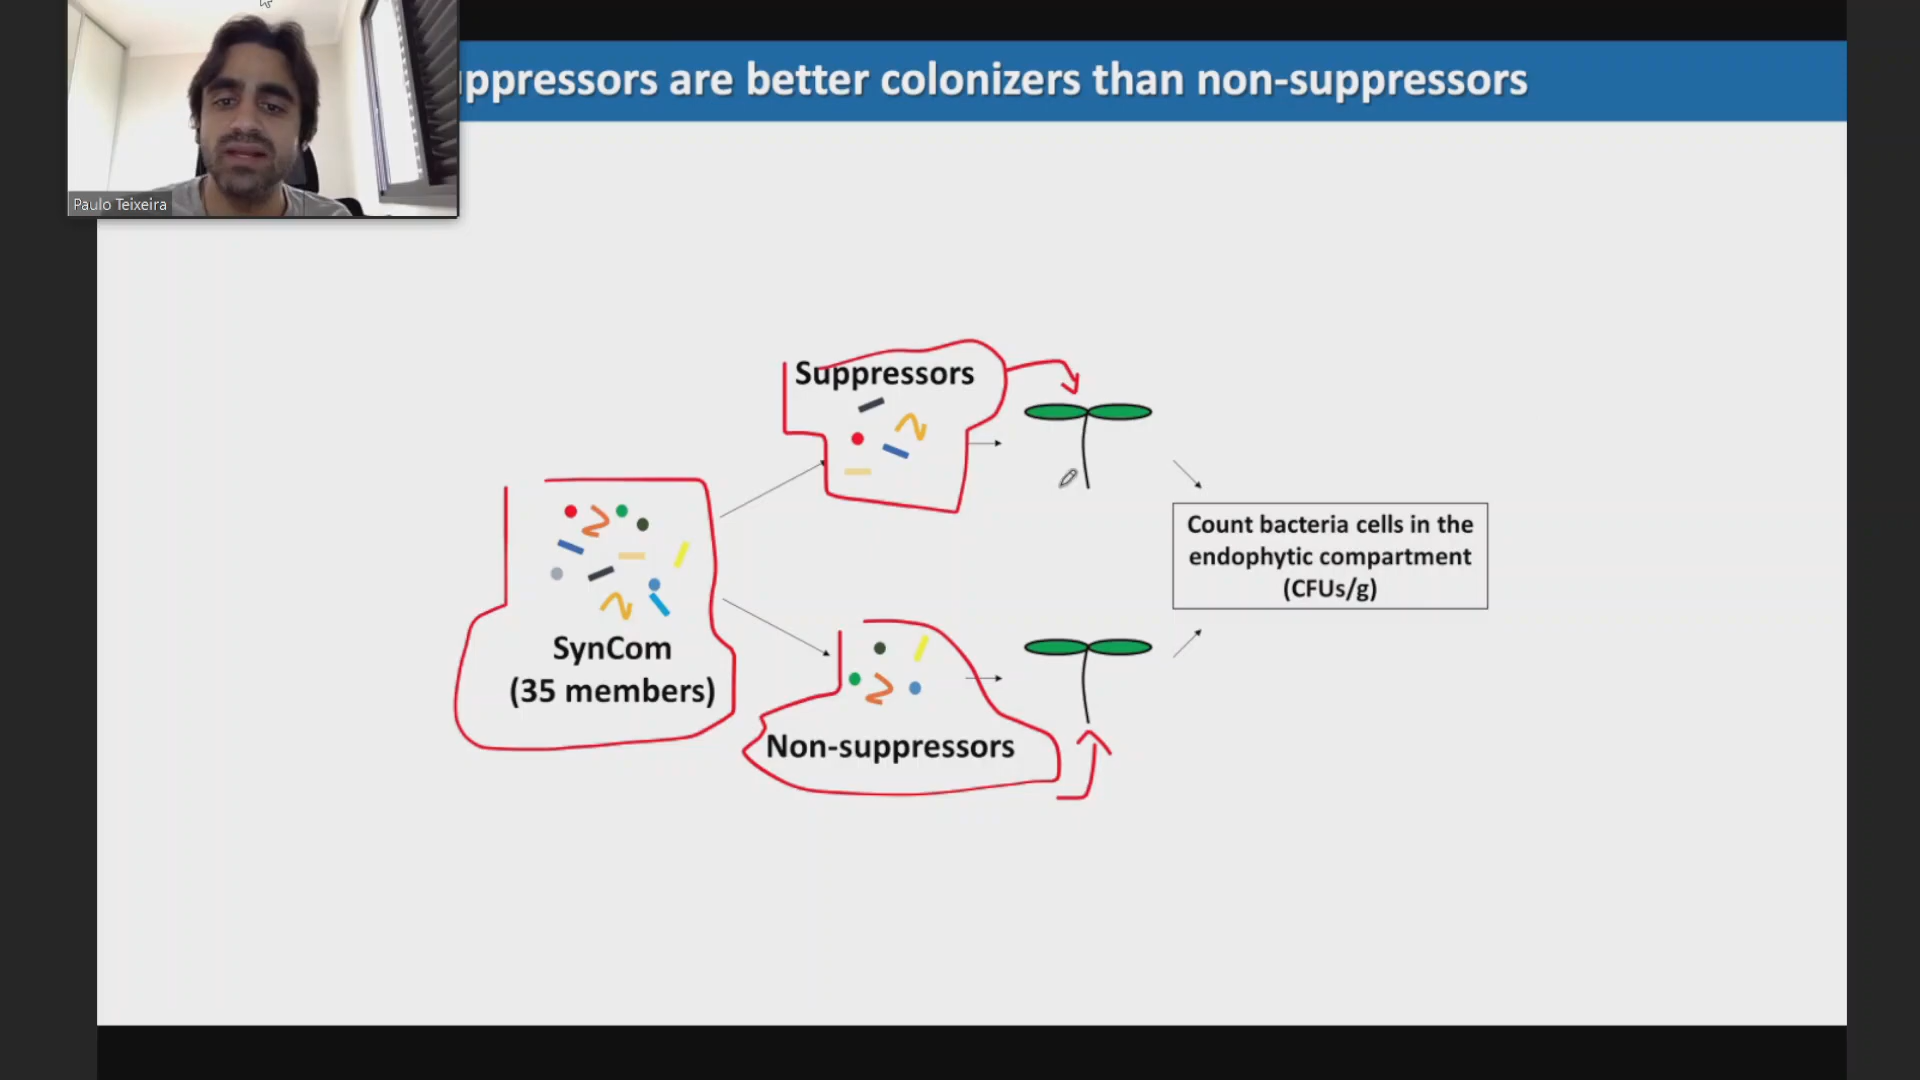 uppressors are better colonizers than non-suppressors
Paulo Teixeira
Suppressors
Count bacteria cells in the
endophytic compartment
(CFUs/g)
SynCom
(35 members)
Non-suppressors